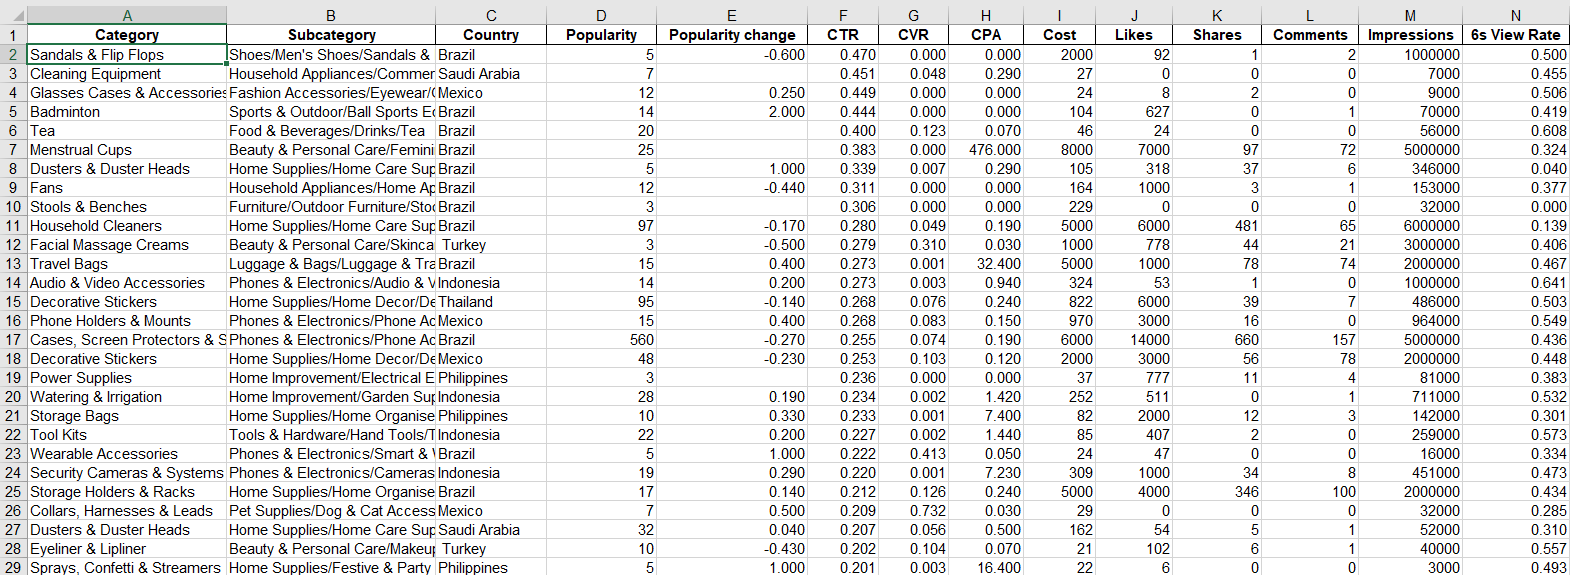 A B C D E F G H I J K L M N
1 Category Subcategory Country Popularity Popularity change CTR CVR CPA Cost Likes Shares Comments Impressions 6s View Rate
2 Sandals & Flip Flops Shoes/Men's Shoes/Sandals & Brazil 5 -0.600 0.470 0.000 0.000 2000 92 1 2 1000000 0.500
3 Cleaning Equipment Household Appliances/Commer Saudi Arabia 7 0.451 0.048 0.290 27 0 0 0 7000 0.455
4 Glasses Cases & Accessories Fashion Accessories/Eyewear/ Mexico 12 0.250 0.449 0.000 0.000 24 8 2 0 9000 0.506
5 Badminton Sports & Outdoor/Ball Sports E Brazil 14 2.000 0.444 0.000 0.000 104 627 0 1 70000 0.419
6 Tea Food & Beverages/Drinks/Tea Brazil 20 0.400 0.123 0.070 46 24 0 0 56000 0.608
7 Menstrual Cups Beauty & Personal Care/Femini Brazil 25 0.383 0.000 476.000 8000 7000 97 72 5000000 0.324
8 Dusters & Duster Heads Home Supplies/Home Care Sup Brazil 5 1.000 0.339 0.007 0.290 105 318 37 6 346000 0.040
9 Fans Household Appliances/Home Ap Brazil 12 -0.440 0.311 0.000 0.000 164 1000 3 1 153000 0.377
10 Stools & Benches Furniture/Outdoor Furniture/Stoo Brazil 3 0.306 0.000 0.000 229 0 0 0 32000 0.000
11 Household Cleaners Home Supplies/Home Care Sup Brazil 97 -0.170 0.280 0.049 0.190 5000 6000 481 65 6000000 0.139
12 Facial Massage Creams Beauty & Personal Care/Skinca Turkey 3 -0.500 0.279 0.310 0.030 1000 778 44 21 3000000 0.406
13 Travel Bags Luggage & Bags/Luggage & Tra Brazil 15 0.400 0.273 0.001 32.400 5000 1000 78 74 2000000 0.467
14 Audio & Video Accessories Phones & Electronics/Audio & V Indonesia 14 0.200 0.273 0.003 0.940 324 53 1 0 1000000 0.641
15 Decorative Stickers Home Supplies/Home Decor/De Thailand 95 -0.140 0.268 0.076 0.240 822 6000 39 7 486000 0.503
16 Phone Holders & Mounts Phones & Electronics/Phone Ac Mexico 15 0.400 0.268 0.083 0.150 970 3000 16 0 964000 0.549
17 Cases, Screen Protectors & S Phones & Electronics/Phone Ac Brazil 560 -0.270 0.255 0.074 0.190 6000 14000 660 157 5000000 0.436
18 Decorative Stickers Home Supplies/Home Decor/De Mexico 48 -0.230 0.253 0.103 0.120 2000 3000 56 78 2000000 0.448
19 Power Supplies Home Improvement/Electrical E Philippines 3 0.236 0.000 0.000 37 777 11 4 81000 0.383
20 Watering & Irrigation Home Improvement/Garden Sup Indonesia 28 0.190 0.234 0.002 1.420 252 511 0 1 711000 0.532
21 Storage Bags Home Supplies/Home Organise Philippines 10 0.330 0.233 0.001 7.400 82 2000 12 3 142000 0.301
22 Tool Kits Tools & Hardware/Hand Tools/T Indonesia 22 0.200 0.227 0.002 1.440 85 407 2 0 259000 0.573
23 Wearable Accessories Phones & Electronics/Smart & Brazil 5 1.000 0.222 0.413 0.050 24 47 0 0 16000 0.334
24 Security Cameras & Systems Phones & Electronics/Cameras Indonesia 19 0.290 0.220 0.001 7.230 309 1000 34 8 451000 0.473
25 Storage Holders & Racks Home Supplies/Home Organise Brazil 17 0.140 0.212 0.126 0.240 5000 4000 346 100 2000000 0.434
26 Collars, Harnesses & Leads Pet Supplies/Dog & Cat Access Mexico 7 0.500 0.209 0.732 0.030 29 0 0 0 32000 0.285
27 Dusters & Duster Heads Home Supplies/Home Care Sup Saudi Arabia 32 0.040 0.207 0.056 0.500 162 54 5 1 52000 0.310
28 Eyeliner & Lipliner Beauty & Personal Care/Makeup Turkey 10 -0.430 0.202 0.104 0.070 21 102 6 1 40000 0.557
29 Sprays, Confetti & Streamers Home Supplies/Festive & Party Philippines 5 1.000 0.201 0.003 16.400 22 6 0 0 3000 0.493